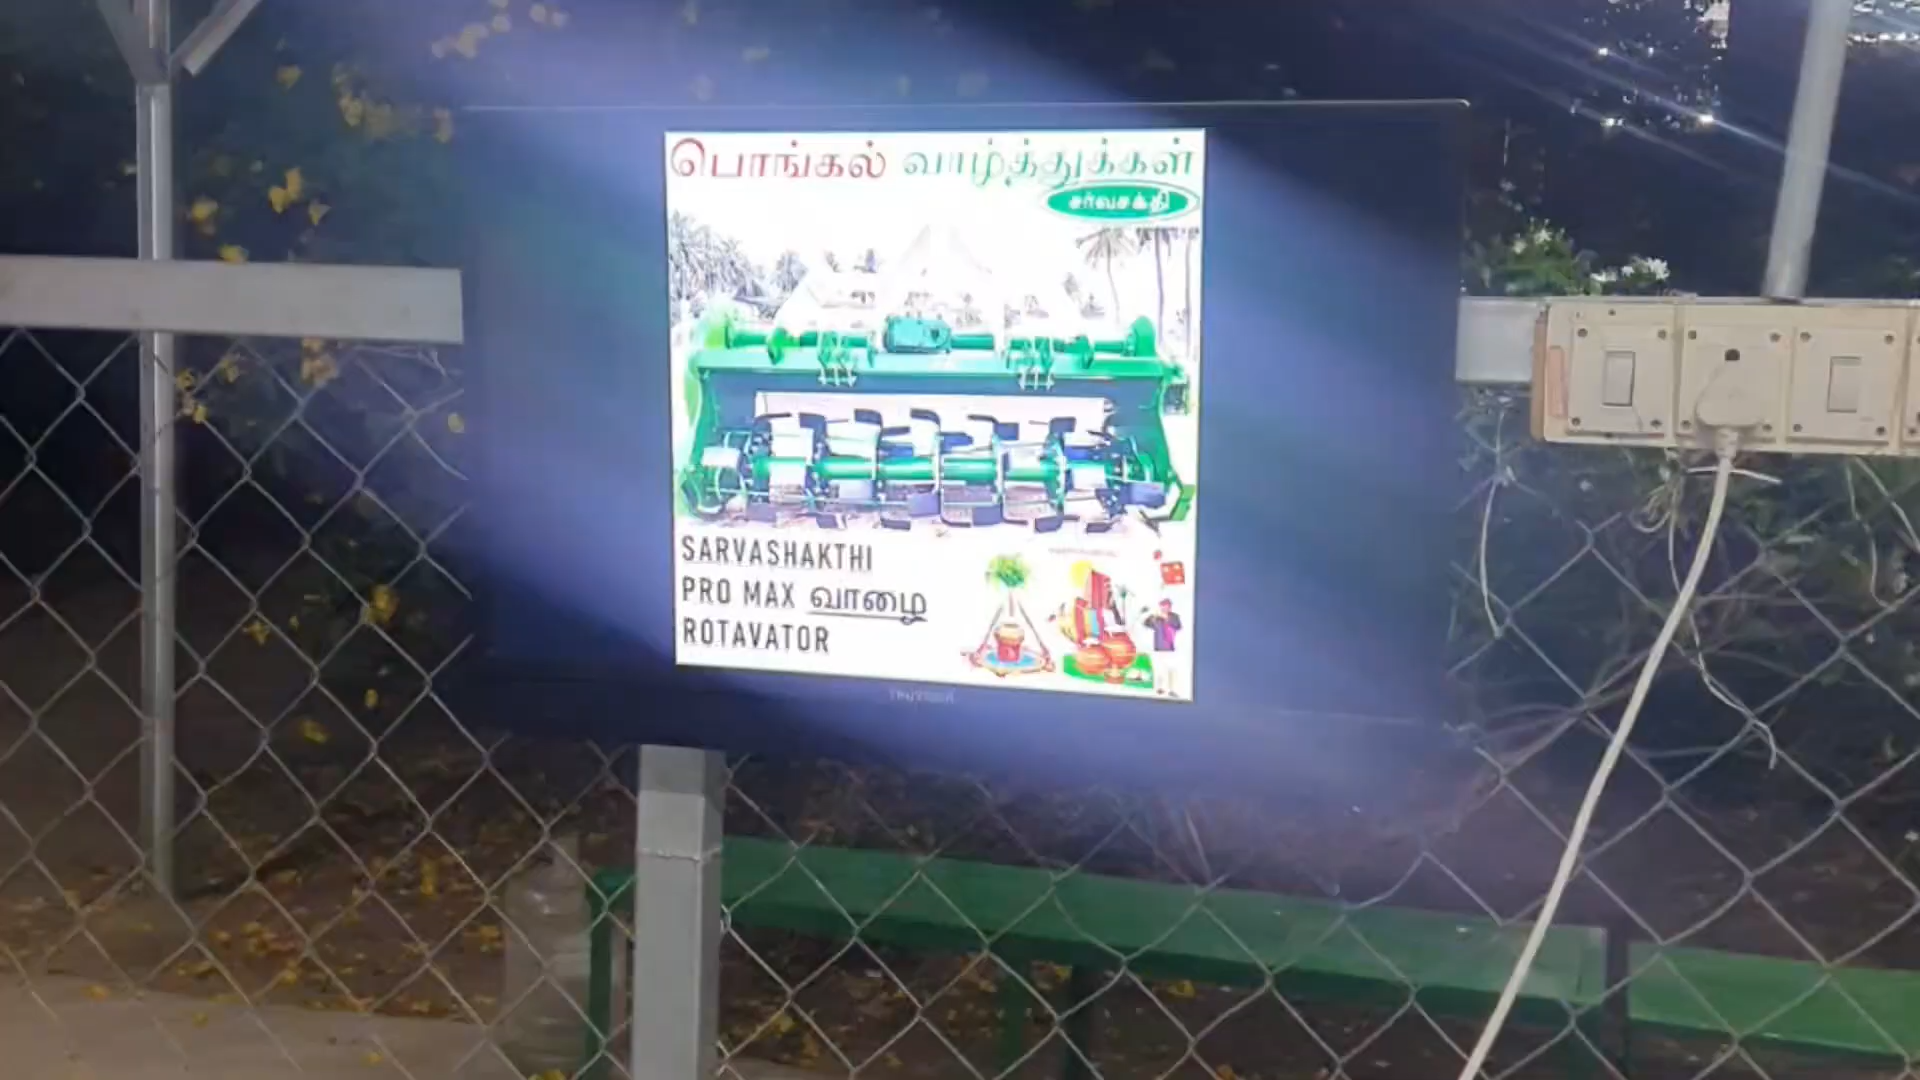 பொங்கல் வாழ்த்துக்கள்
சர்வசக்தி
SARVASHAKTHI
PRO MAX வாழை
ROTAVATOR